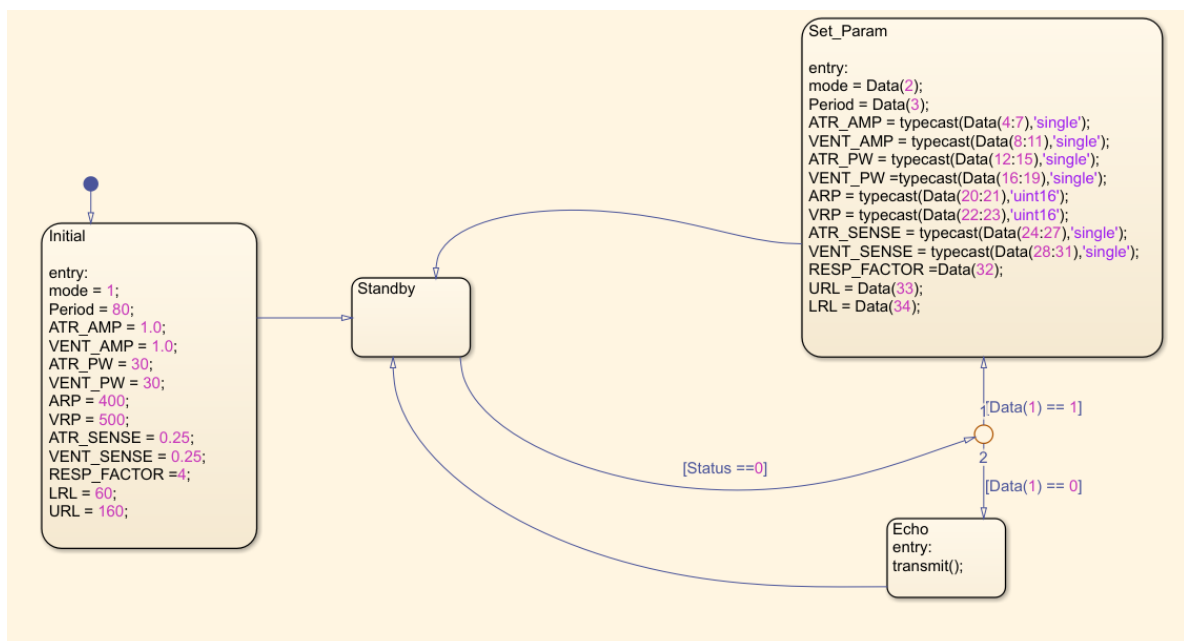 Set_Param
entry:
mode = Data(2);
Period = Data(3);
ATR_AMP = typecast(Data(4:7),'single');
VENT_AMP = typecast(Data(8:11),'single');
ATR_PW = typecast(Data(12:15),'single');
VENT_PW =typecast(Data(16:19),'single');
ARP = typecast(Data(20:21),'uint16');
VRP = typecast(Data(22:23),'uint16');
ATR_SENSE = typecast(Data(24:27),'single');
VENT_SENSE = typecast(Data(28:31),'single');
RESP_FACTOR =Data(32);
URL = Data(33);
LRL = Data(34);
Initial
entry:
mode = 1;
Period = 80;
ATR_AMP = 1.0;
VENT_AMP = 1.0;
ATR_PW = 30;
VENT_PW = 30;
ARP = 400;
VRP = 500;
ATR_SENSE = 0.25;
VENT_SENSE = 0.25;
RESP_FACTOR =4;
LRL = 60;
URL = 160;
Standby
[Status ==0]
1
[Data(1) == 1]
2
[Data(1) == 0]
Echo
entry:
transmit();